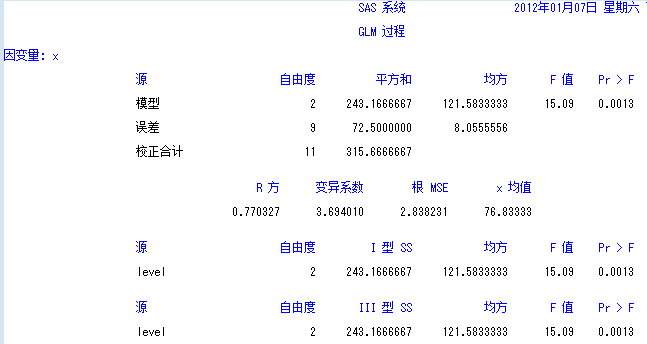 SAS 系统 2012年01月07日 星期六
GLM 过程
因变量: x
源 自由度 平方和 均方 F 值 Pr > F
模型 2 243.1666667 121.5833333 15.09 0.0013
误差 9 72.5000000 8.0555556
校正合计 11 315.6666667
R 方 变异系数 根 MSE x 均值
0.770327 3.694010 2.838231 76.83333
源 自由度 I 型 SS 均方 F 值 Pr > F
level 2 243.1666667 121.5833333 15.09 0.0013
源 自由度 III 型 SS 均方 F 值 Pr > F
level 2 243.1666667 121.5833333 15.09 0.0013